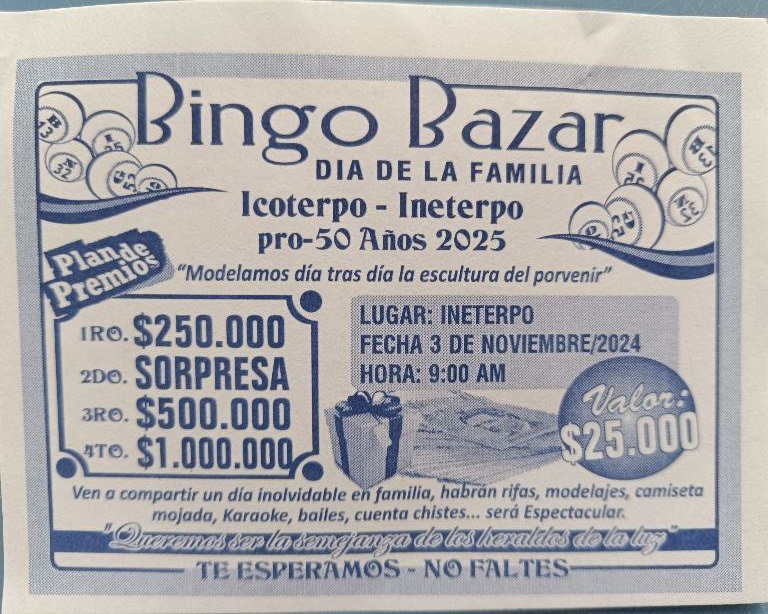 Bingo Bazar
DIA DE LA FAMILIA
Icoterpo - Ineterpo
pro-50 Años 2025
"Modelamos día tras día la escultura del porvenir"
Plan de
Premios
1RO. $250.000
2DO. SORPRESA
3RO. $500.000
4TO. $1.000.000
LUGAR: INETERPO
FECHA 3 DE NOVIEMBRE/2024
HORA: 9:00 AM
Valor:
$25.000
Ven a compartir un día inolvidable en familia, habrán rifas, modelajes, camiseta
mojada, Karaoke, bailes, cuenta chistes... será Espectacular.
"Queremos ser la semejanza de los heraldos de la luz"
TE ESPERAMOS - NO FALTES